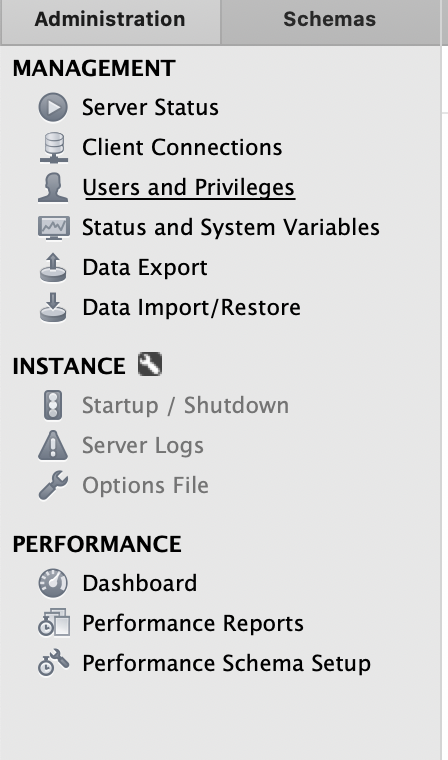 Administration
Schemas
MANAGEMENT
Server Status
Client Connections
Users and Privileges
Status and System Variables
Data Export
Data Import/Restore
INSTANCE
Startup / Shutdown
Server Logs
Options File
PERFORMANCE
Dashboard
Performance Reports
Performance Schema Setup